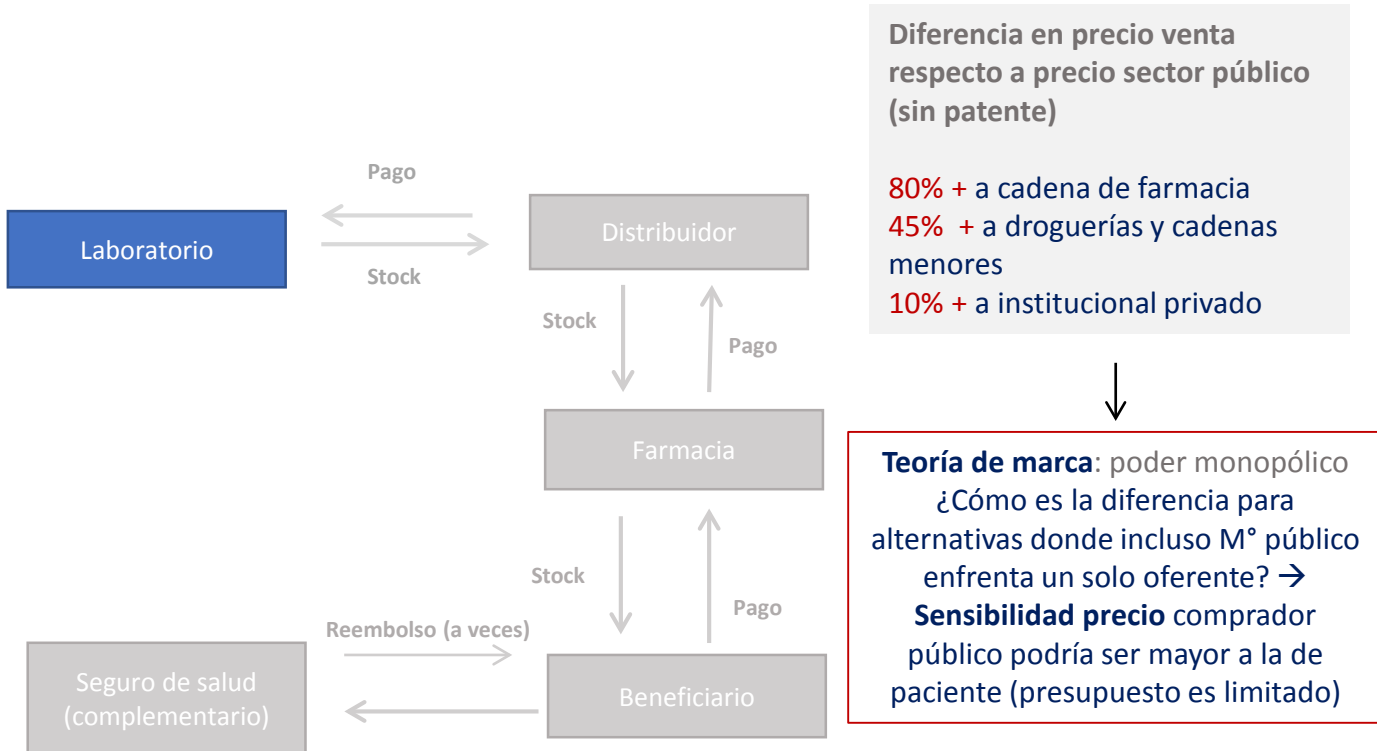 Pago
Laboratorio
Distribuidor
Stock
Stock
Pago
Farmacia
Stock
Pago
Reembolso (a veces)
Seguro de salud
(complementario)
Beneficiario
Diferencia en precio venta
respecto a precio sector público
(sin patente)
80% + a cadena de farmacia
45%  + a droguerías y cadenas
menores
10% + a institucional privado
Teoría de marca: poder monopólico
¿Cómo es la diferencia para
alternativas donde incluso M° público
enfrenta un solo oferente? →
Sensibilidad precio comprador
público podría ser mayor a la de
paciente (presupuesto es limitado)